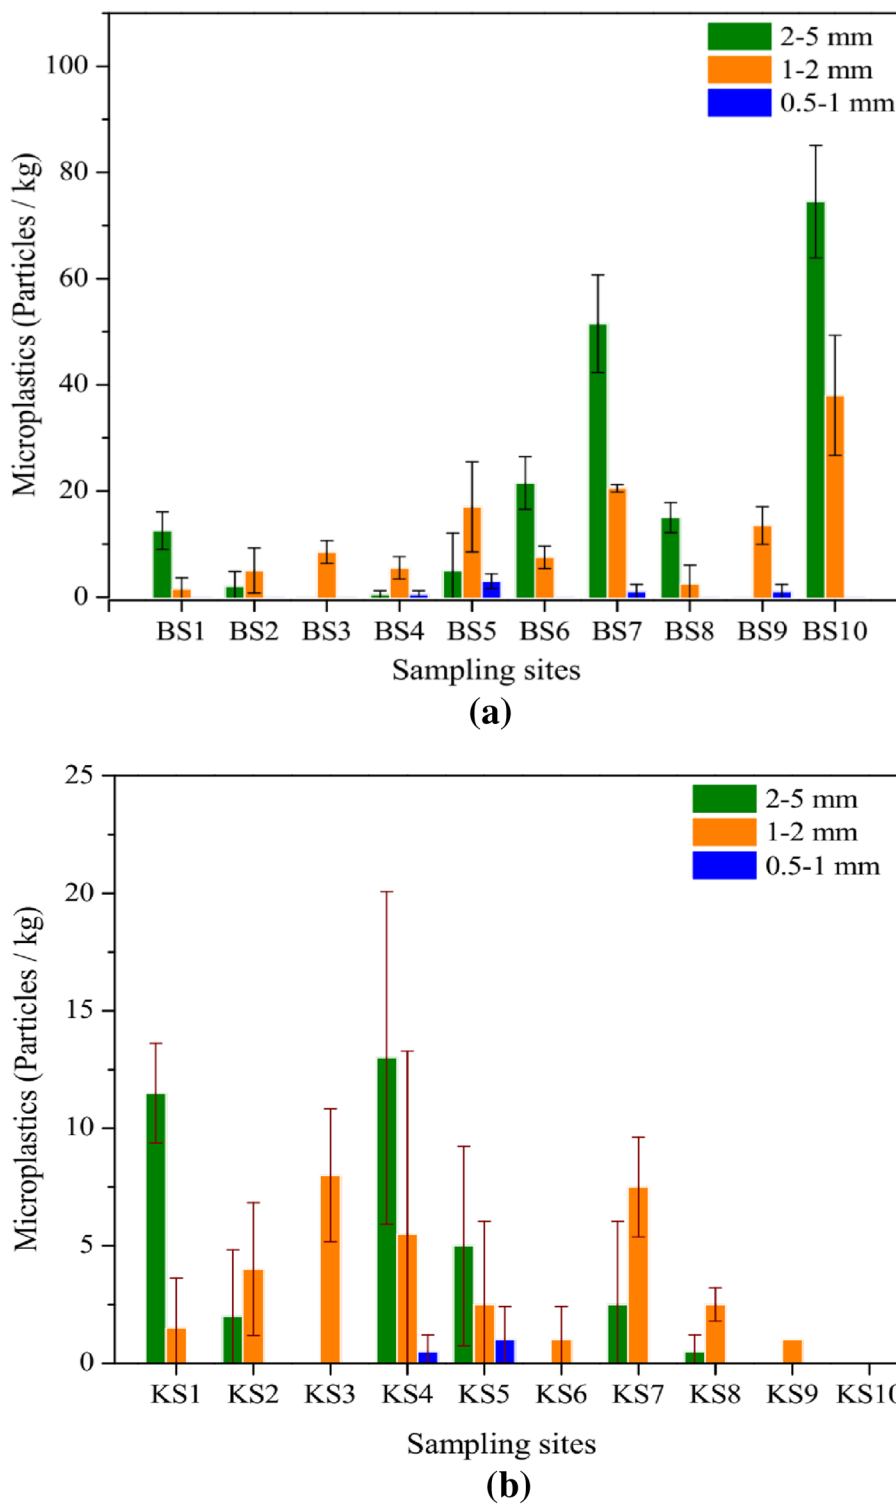 2-5 mm
1-2 mm
0.5-1 mm
100
80
60
40
20
0
Microplastics (Particles / kg)
BS1 BS2 BS3 BS4 BS5 BS6 BS7 BS8 BS9 BS10
Sampling sites
(a)
2-5 mm
1-2 mm
0.5-1 mm
25
20
15
10
5
0
Microplastics (Particles / kg)
KS1 KS2 KS3 KS4 KS5 KS6 KS7 KS8 KS9 KS10
Sampling sites
(b)